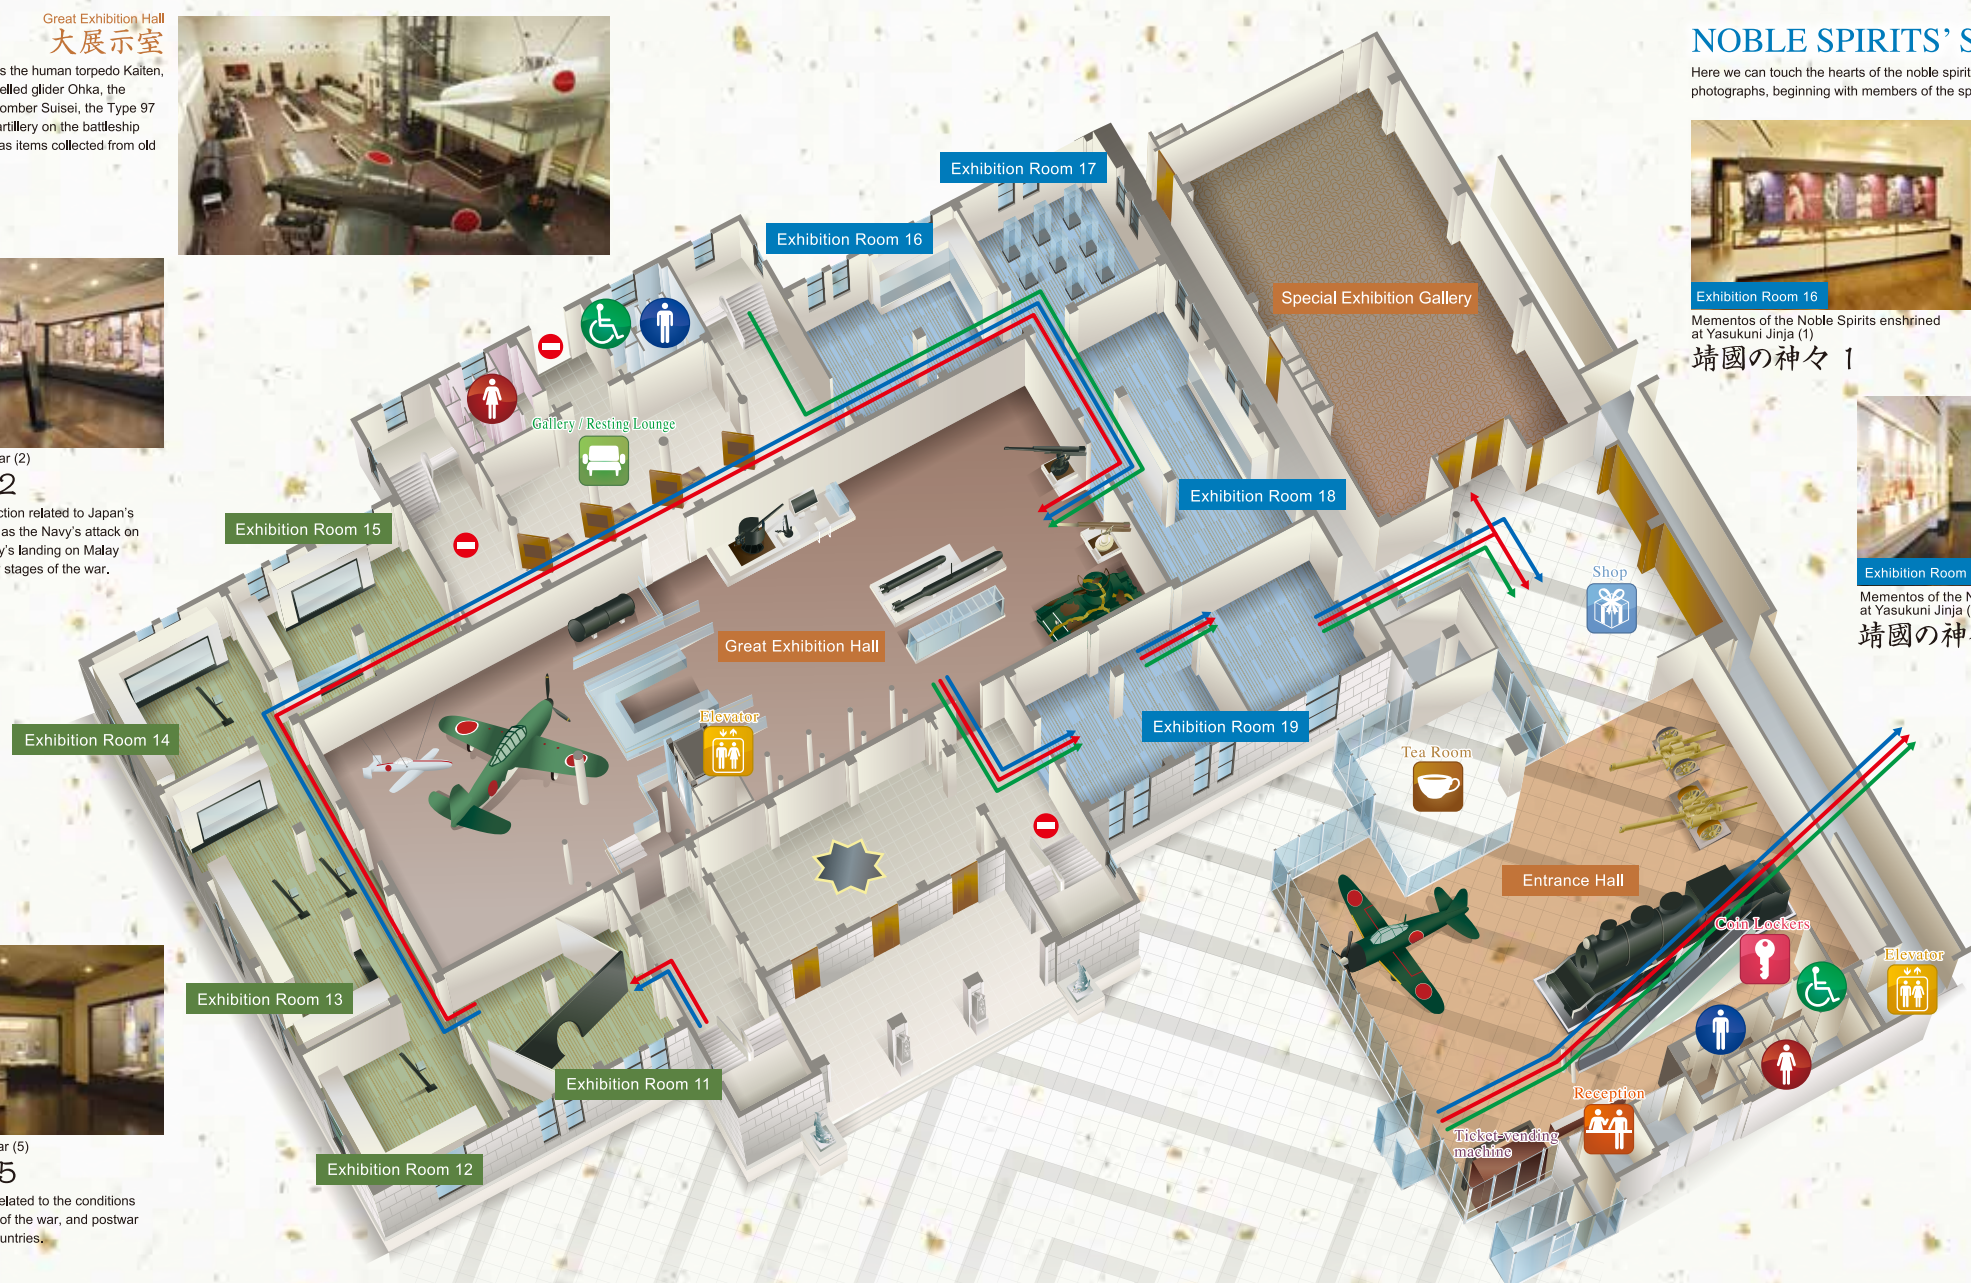 Great Exhibition Hall
大展示室
s the human torpedo Kaiten,
elled glider Ohka, the
omber Suisei, the Type 97
artillery on the battleship
as items collected from old
ar (2)
2
ction related to Japan's
as the Navy's attack on
y's landing on Malay
stages of the war.
ar (5)
5
elated to the conditions
of the war, and postwar
untries.
Exhibition Room 17
Exhibition Room 16
Special Exhibition Gallery
Gallery / Resting Lounge
Exhibition Room 15
Exhibition Room 18
Shop
Great Exhibition Hall
Elevator
Exhibition Room 14
Exhibition Room 19
Tea Room
Entrance Hall
Coin Lockers
Elevator
Exhibition Room 13
Exhibition Room 11
Reception
Ticket-vending
machine
Exhibition Room 12
NOBLE SPIRITS' S
Here we can touch the hearts of the noble spirit
photographs, beginning with members of the sp
Exhibition Room 16
Mementos of the Noble Spirits enshrined
at Yasukuni Jinja (1)
靖國の神々 1
Exhibition Room
Mementos of the N
at Yasukuni Jinja (
靖國の神